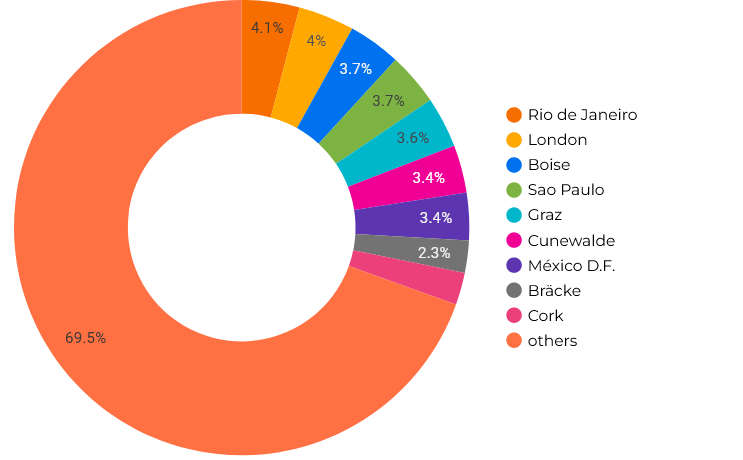 4.1%
4%
3.7%
3.7%
3.6%
3.4%
3.4%
2.3%
69.5%
Rio de Janeiro
London
Boise
Sao Paulo
Graz
Cunewalde
México D.F.
Bräcke
Cork
others